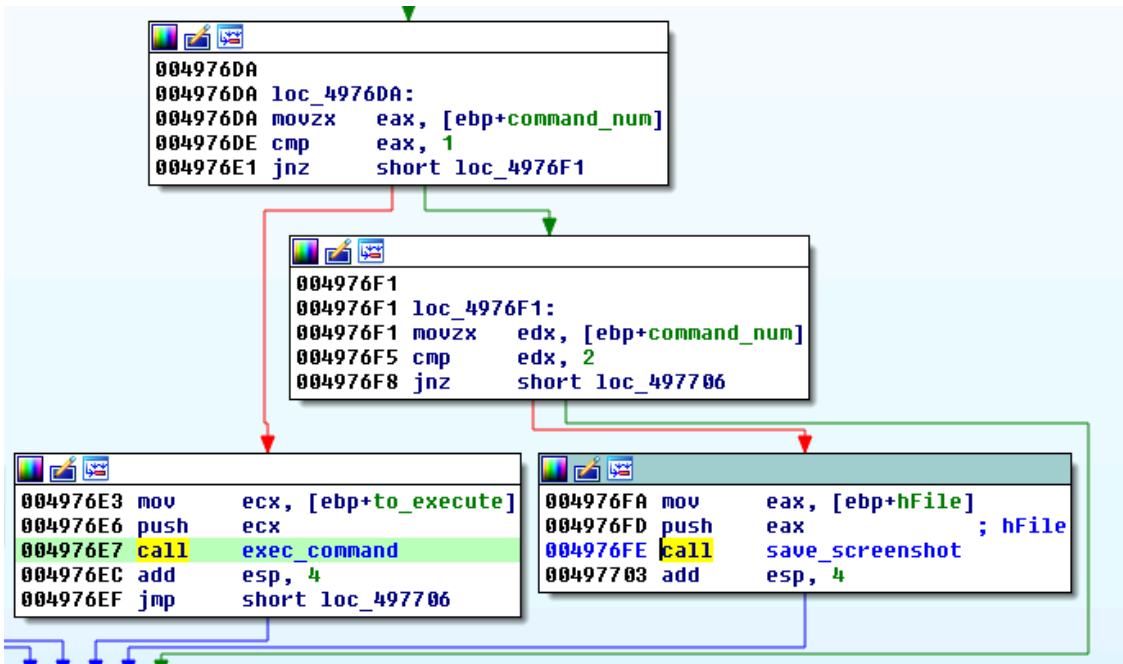 004976DA
004976DA loc_4976DA:
004976DA movzx eax, [ebp+command_num]
004976DE cmp eax, 1
004976E1 jnz short loc_4976F1
004976F1
004976F1 loc_4976F1:
004976F1 movzx edx, [ebp+command_num]
004976F5 cmp edx, 2
004976F8 jnz short loc_497706
004976E3 mov ecx, [ebp+to_execute]
004976E6 push ecx
004976E7 call exec_command
004976EC add esp, 4
004976EF jmp short loc_497706
004976FA mov eax, [ebp+hFile]
004976FD push eax ; hFile
004976FE call save_screenshot
00497703 add esp, 4